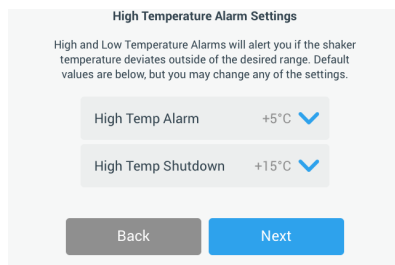 High Temperature Alarm Settings
High and Low Temperature Alarms will alert you if the shaker
temperature deviates outside of the desired range. Default
values are below, but you may change any of the settings.
High Temp Alarm +5°C
High Temp Shutdown +15°C
Back Next